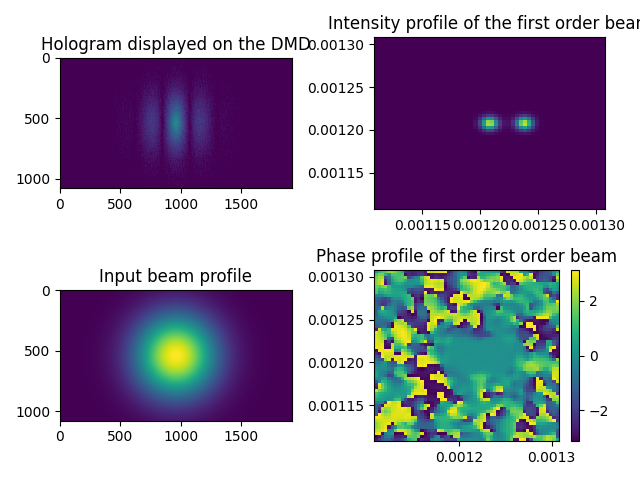 Hologram displayed on the DMD
0
500
1000
0 500 1000 1500
Intensity profile of the first order beam
0.00130
0.00125
0.00120
0.00115
0.00115 0.00120 0.00125 0.00130
Input beam profile
0
500
1000
0 500 1000 1500
Phase profile of the first order beam
0.00130
0.00125
0.00120
0.00115
0.0012 0.0013
2
0
−2